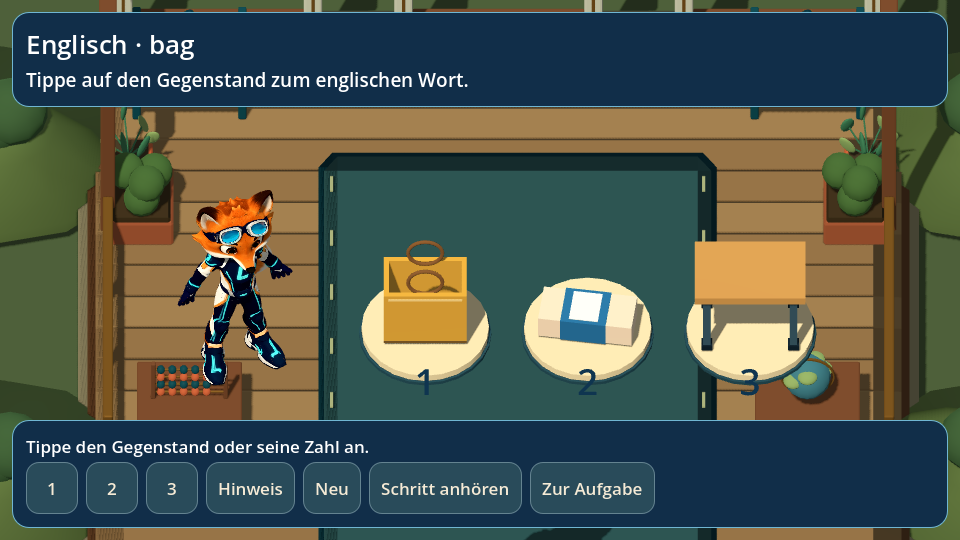 Englisch · bag
Tippe auf den Gegenstand zum englischen Wort.
1
2
3
Tippe den Gegenstand oder seine Zahl an.
1
2
3
Hinweis
Neu
Schritt anhören
Zur Aufgabe